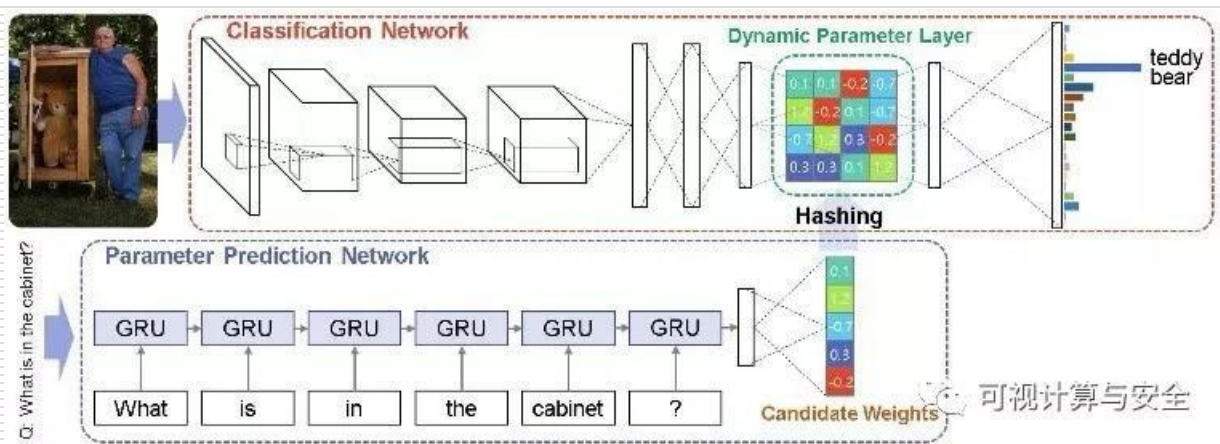 Classification Network
Dynamic Parameter Layer
teddy
bear
0.1 0.1 -0.2 -0.7
1.2 -0.2 0.1 -0.7
-0.7 1.2 0.3 -0.2
0.3 0.3 0.1 1.2
Hashing
Q: What is in the cabinet?
Parameter Prediction Network
GRU GRU GRU GRU GRU GRU
What is in the cabinet ?
0.1
1.2
-0.7
0.3
-0.2
Candidate Weights
可视计算与安全